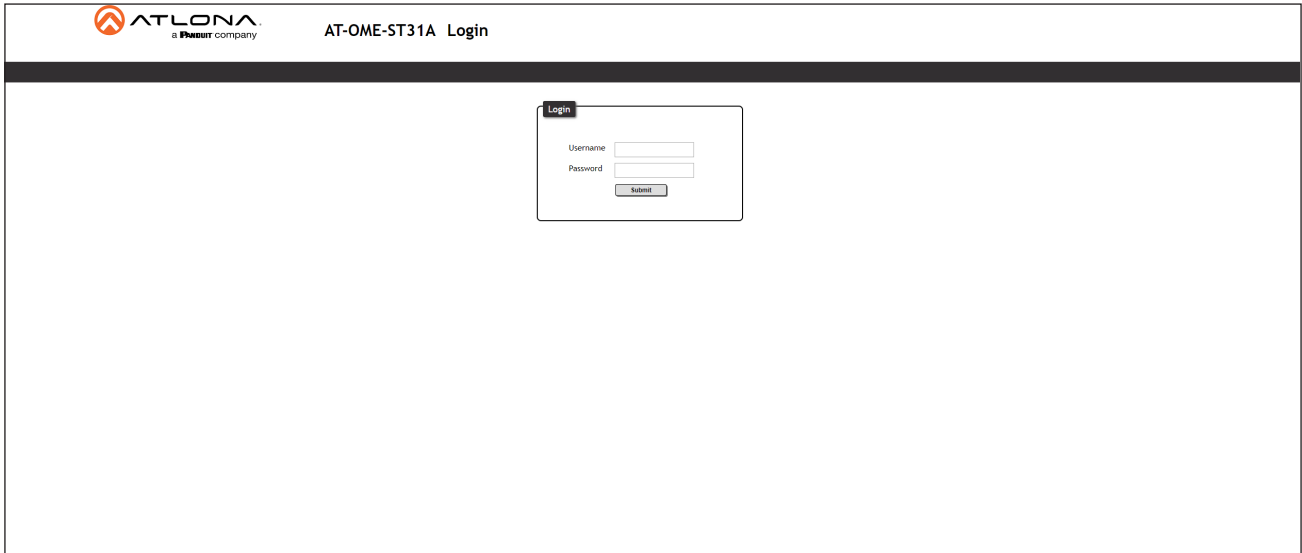 ATLONA.
a PANDUIT company
AT-OME-ST31A Login
Login
Username
Password
Submit